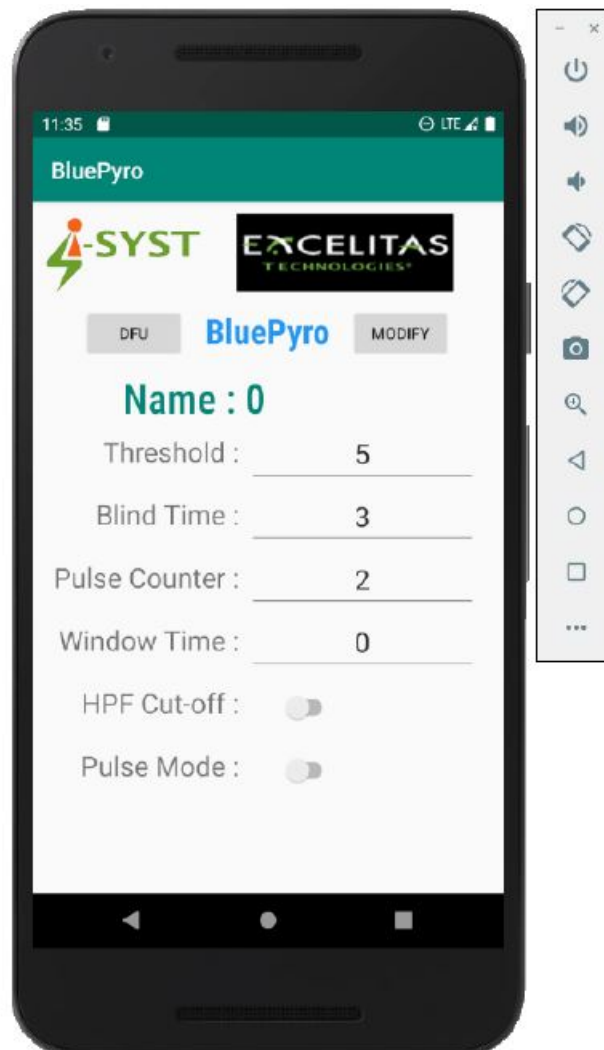 11:35 LTE
BluePyro
i-SYST EXCELITAS
TECHNOLOGIES®
DFU BluePyro MODIFY
Name : 0
Threshold : 5
Blind Time : 3
Pulse Counter : 2
Window Time : 0
HPF Cut-off :
Pulse Mode :